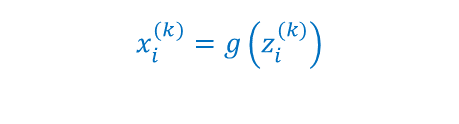 x_i^{(k)} = g(z_i^{(k)})